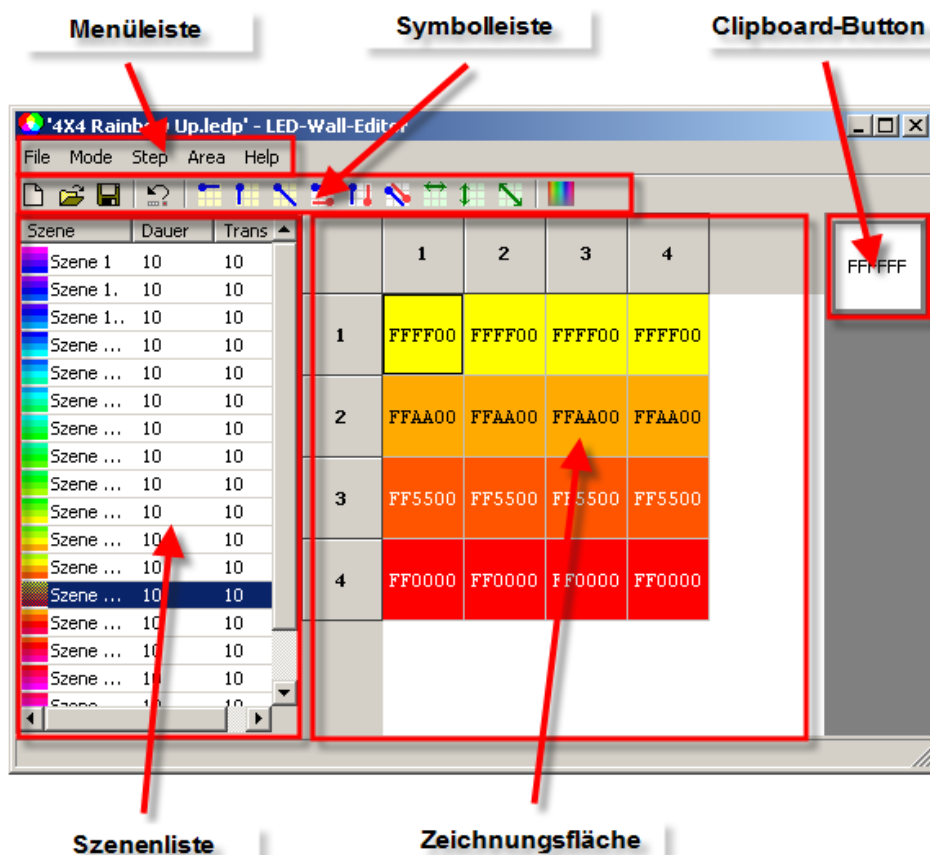 Menüleiste
Symbolleiste
Clipboard-Button
'4X4 Rainbow Up.ledp' - LED-Wall-Editor
File Mode Step Area Help
Szene Dauer Trans
Szene 1 10 10
Szene 1. 10 10
Szene 1.. 10 10
Szene ... 10 10
Szene ... 10 10
Szene ... 10 10
Szene ... 10 10
Szene ... 10 10
Szene ... 10 10
Szene ... 10 10
Szene ... 10 10
Szene ... 10 10
Szene ... 10 10
Szene ... 10 10
Szene ... 10 10
Szene ... 10 10
Szene 10 10
1 2 3 4
1 FFFF00 FFFF00 FFFF00 FFFF00
2 FFAA00 FFAA00 FFAA00 FFAA00
3 FF5500 FF5500 FF5500 FF5500
4 FF0000 FF0000 FF0000 FF0000
FFFFFF
Szenenliste
Zeichnungsfläche